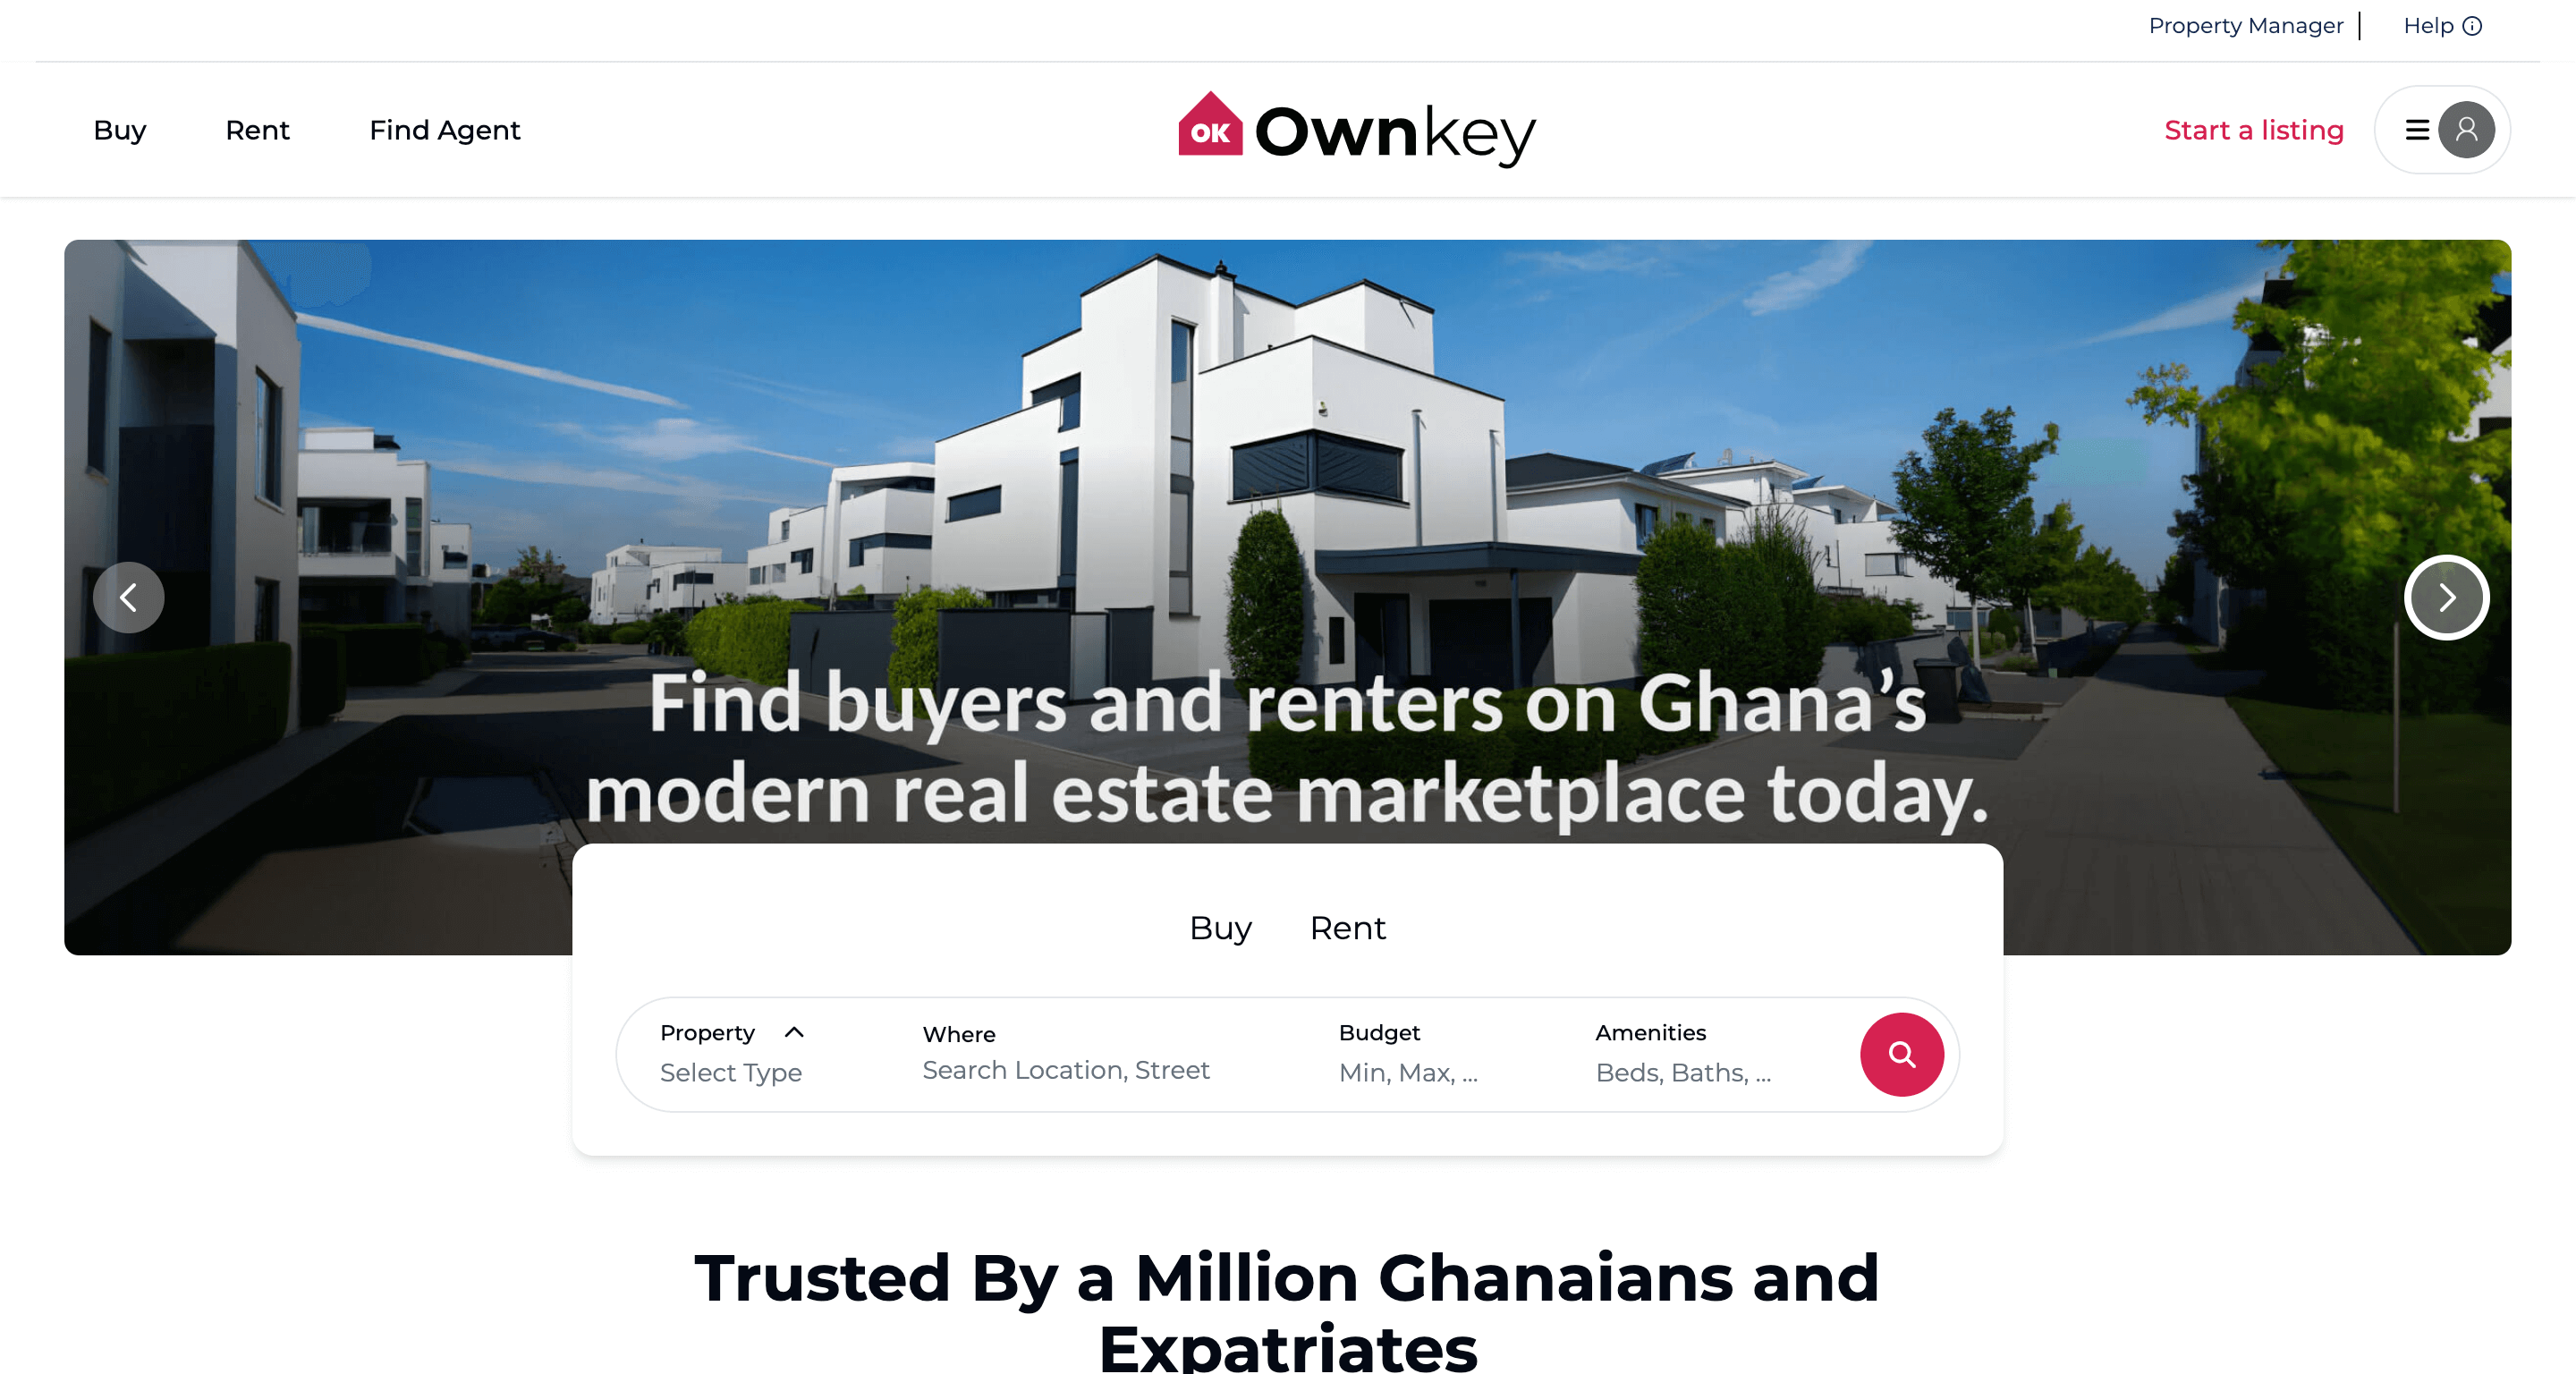 Property Manager Help
Buy Rent Find Agent OK Ownkey Start a listing
Find buyers and renters on Ghana’s
modern real estate marketplace today.
Buy Rent
Property Where Budget Amenities
Select Type Search Location, Street Min, Max, ... Beds, Baths, ...
Trusted By a Million Ghanaians and
Expatriates